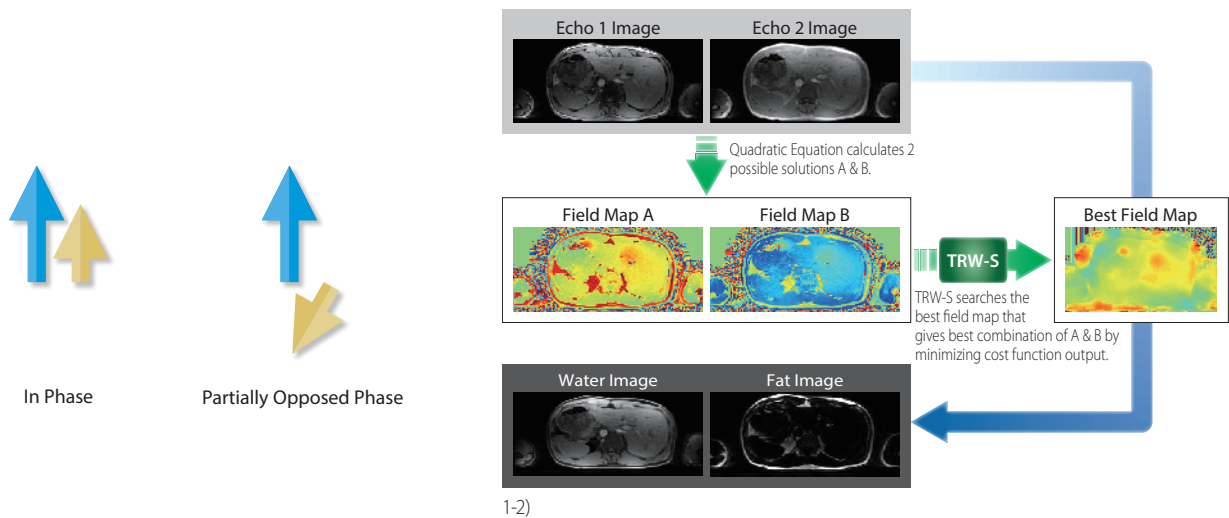 Echo 1 Image
Echo 2 Image
Quadratic Equation calculates 2
possible solutions A & B.
Field Map A
Field Map B
Best Field Map
TRW-S
TRW-S searches the
best field map that
gives best combination of A & B by
minimizing cost function output.
In Phase
Partially Opposed Phase
Water Image
Fat Image
1-2)